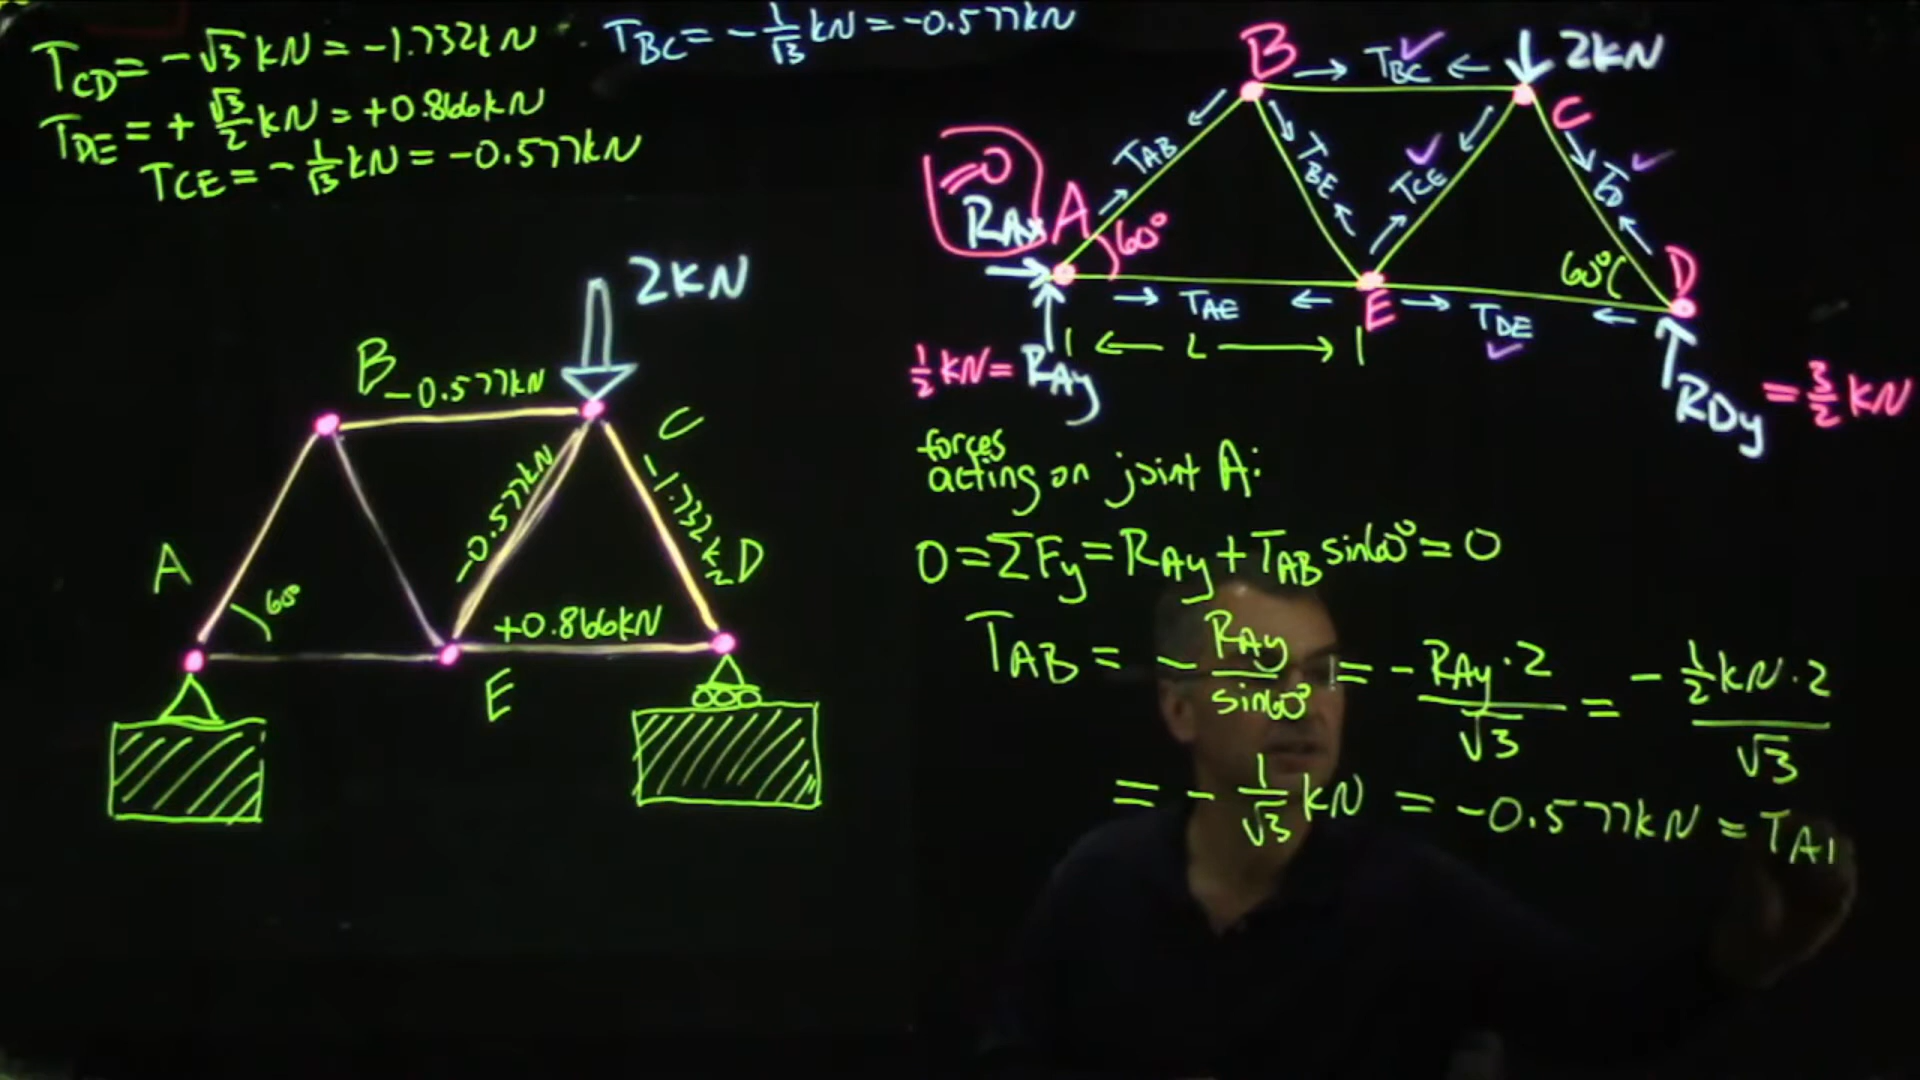 T_CD = -√3 kN = -1.732kN
T_DE = + √3/2 kN = +0.866kN
T_CE = - 1/√3 kN = -0.577kN
T_BC = - 1/√3 kN = -0.577kN
2KN
B
-0.577kN
C
A
60°
-0.577kN
-1.732kN
D
+0.866kN
E
B
→ T_BC ✓ ←
2KN
C
T_AB
T_BE
T_CE ✓
T_CD ✓
=0
R_Ax
A
60°
60°
D
→ T_AE ←
E
→ T_DE ✓ ←
← L →
1/2 kN = R_Ay
R_Dy = 3/2 kN
forces
acting on joint A:
0 = ΣFy = R_Ay + T_AB sin60° = 0
T_AB = - R_Ay/sin60° = - R_Ay·2/√3 = - 1/2 kN·2/√3
= - 1/√3 kN = -0.577kN = T_A